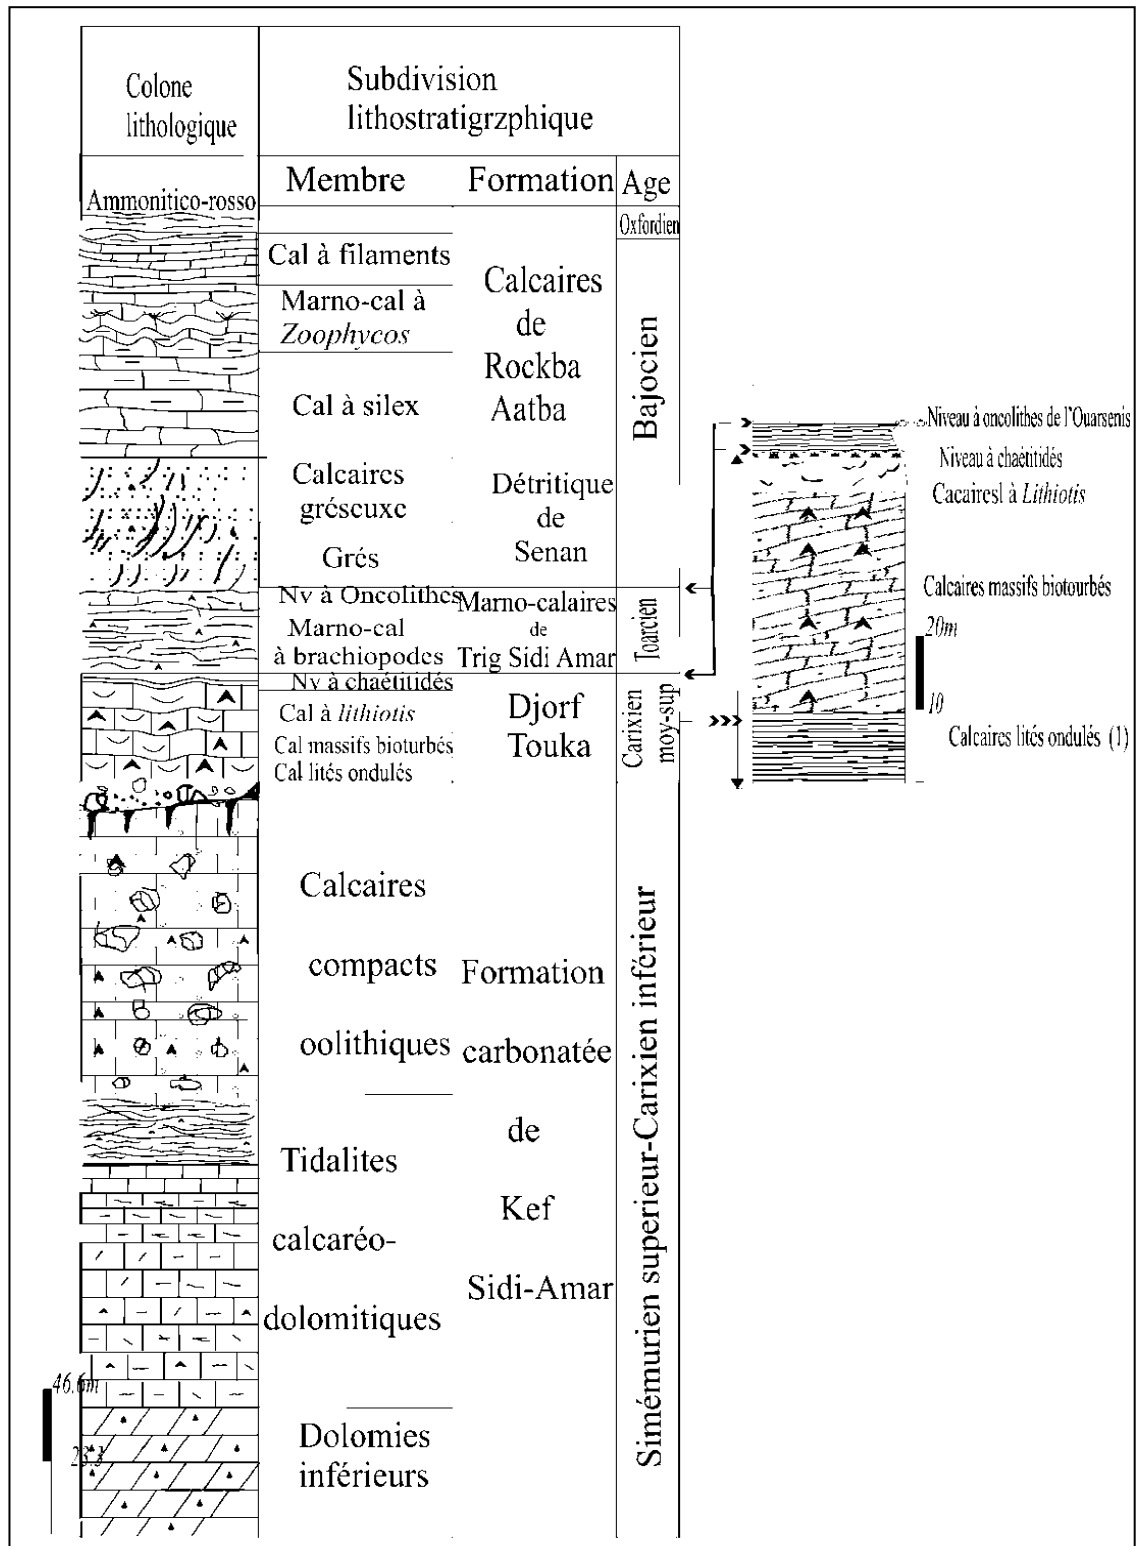 Colone
lithologique
Subdivision
lithostratigrzphique
Membre
Formation
Age
Ammonitico-rosso
Oxfordien
Cal à filaments
Marno-cal à
Zoophycos
Cal à silex
Calcaires
de
Rockba
Aatba
Bajocien
Calcaires
gréseuxc
Grés
Détritique
de
Senan
Nv à Oncolithes
Marno-cal
à brachiopodes
Marno-calaires
de
Trig Sidi Amar
Toarcien
Nv à chaétitidés
Cal à lithiotis
Cal massifs bioturbés
Cal lités ondulés
Djorf
Touka
Carixien
moy-sup
Calcaires
compacts
oolithiques
Tidalites
calcaréo-
dolomitiques
Dolomies
inférieurs
Formation
carbonatée
de
Kef
Sidi-Amar
Simémurien superieur-Carixien inférieur
46.6m
23.3
Niveau à oncolithes de l'Ouarsenis
Niveau à chaétitidés
Cacairesl à Lithiotis
Calcaires massifs biotourbés
20m
10
Calcaires lités ondulés (1)